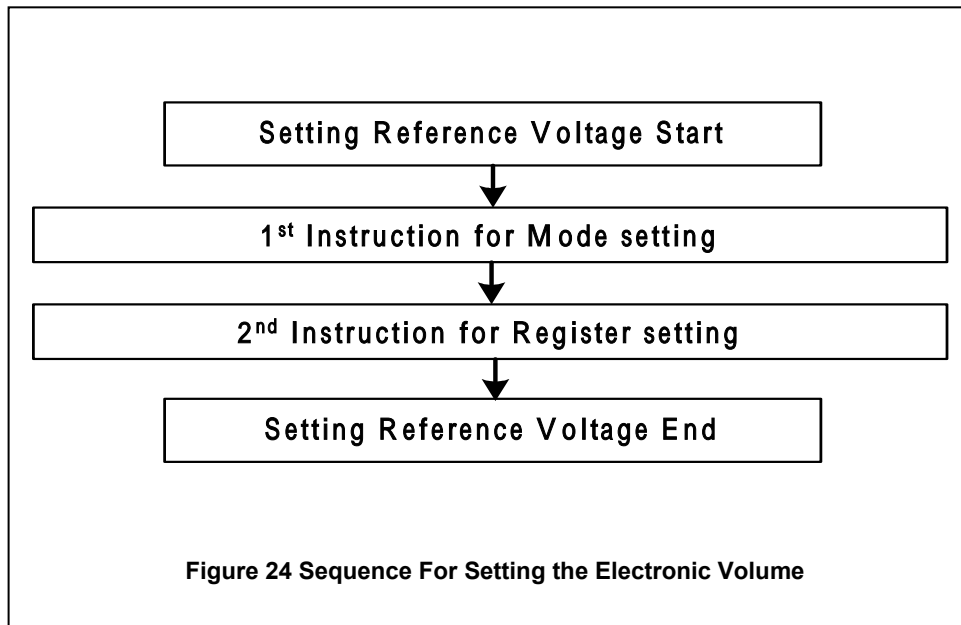 Setting Reference Voltage Start
1st Instruction for Mode setting
2nd Instruction for Register setting
Setting Reference Voltage End
Figure 24 Sequence For Setting the Electronic Volume